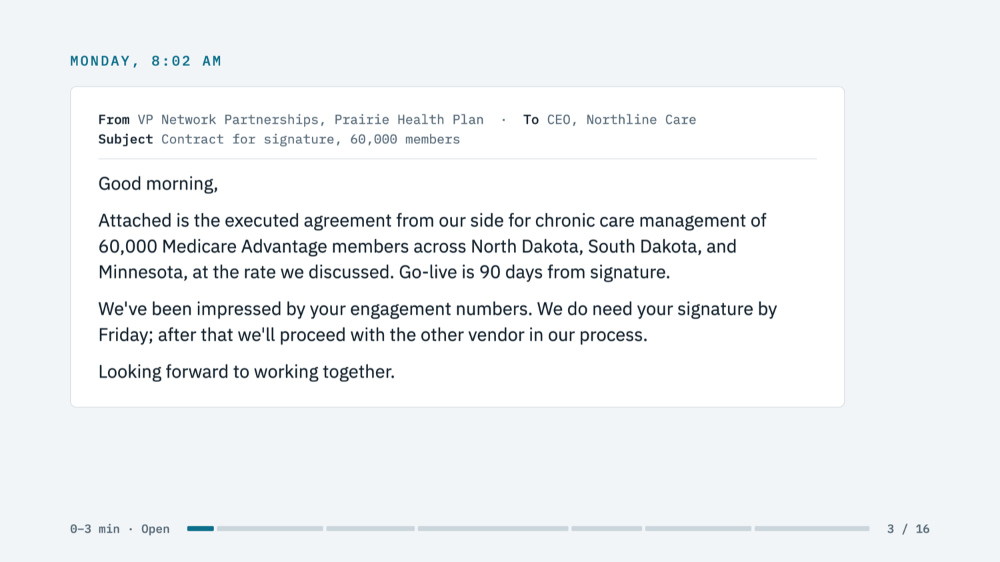 MONDAY, 8:02 AM
From VP Network Partnerships, Prairie Health Plan · To CEO, Northline Care
Subject Contract for signature, 60,000 members
Good morning,
Attached is the executed agreement from our side for chronic care management of
60,000 Medicare Advantage members across North Dakota, South Dakota, and
Minnesota, at the rate we discussed. Go-live is 90 days from signature.
We've been impressed by your engagement numbers. We do need your signature by
Friday; after that we'll proceed with the other vendor in our process.
Looking forward to working together.
0–3 min · Open
3 / 16